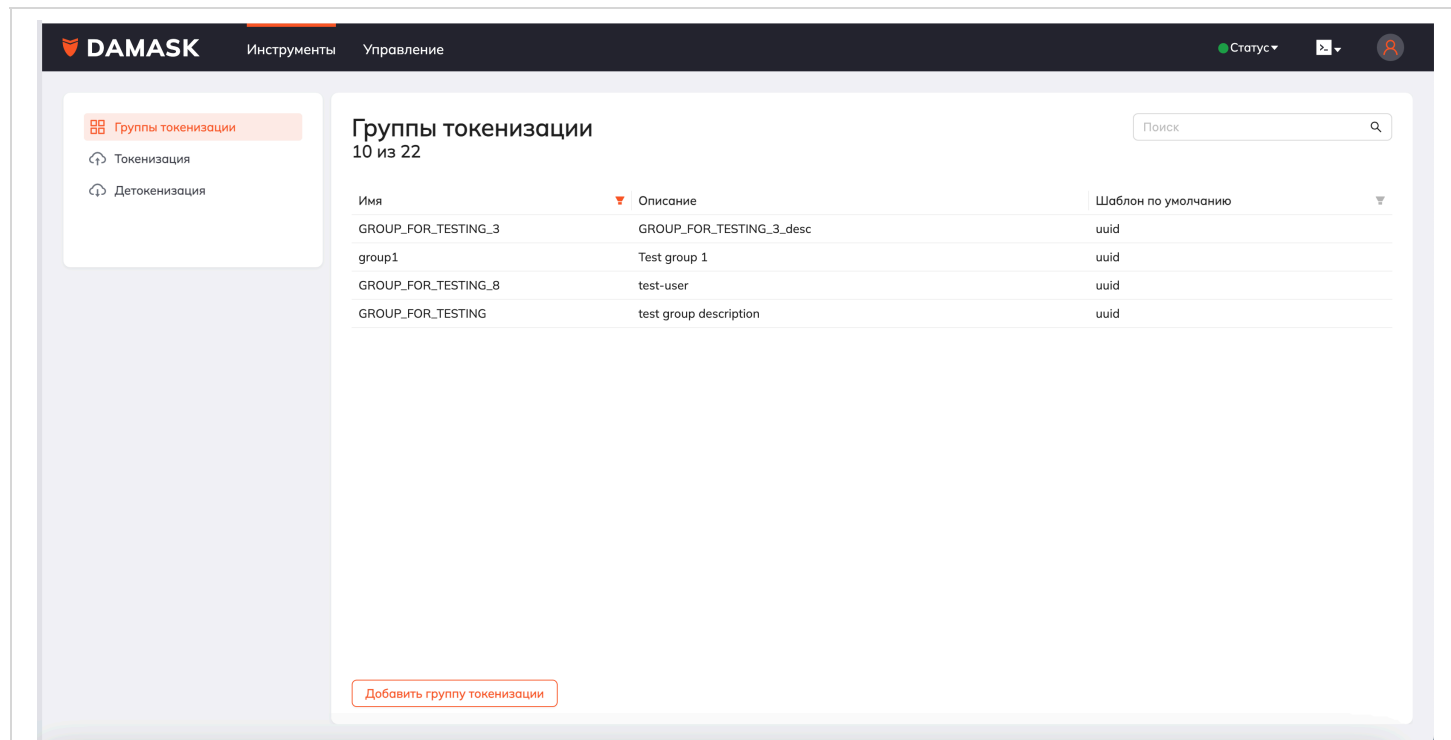 DAMASK Инструменты Управление Статус
Группы токенизации
Токенизация
Детокенизация
Группы токенизации
10 из 22
Поиск
Имя Описание Шаблон по умолчанию
GROUP_FOR_TESTING_3 GROUP_FOR_TESTING_3_desc uuid
group1 Test group 1 uuid
GROUP_FOR_TESTING_8 test-user uuid
GROUP_FOR_TESTING test group description uuid
Добавить группу токенизации